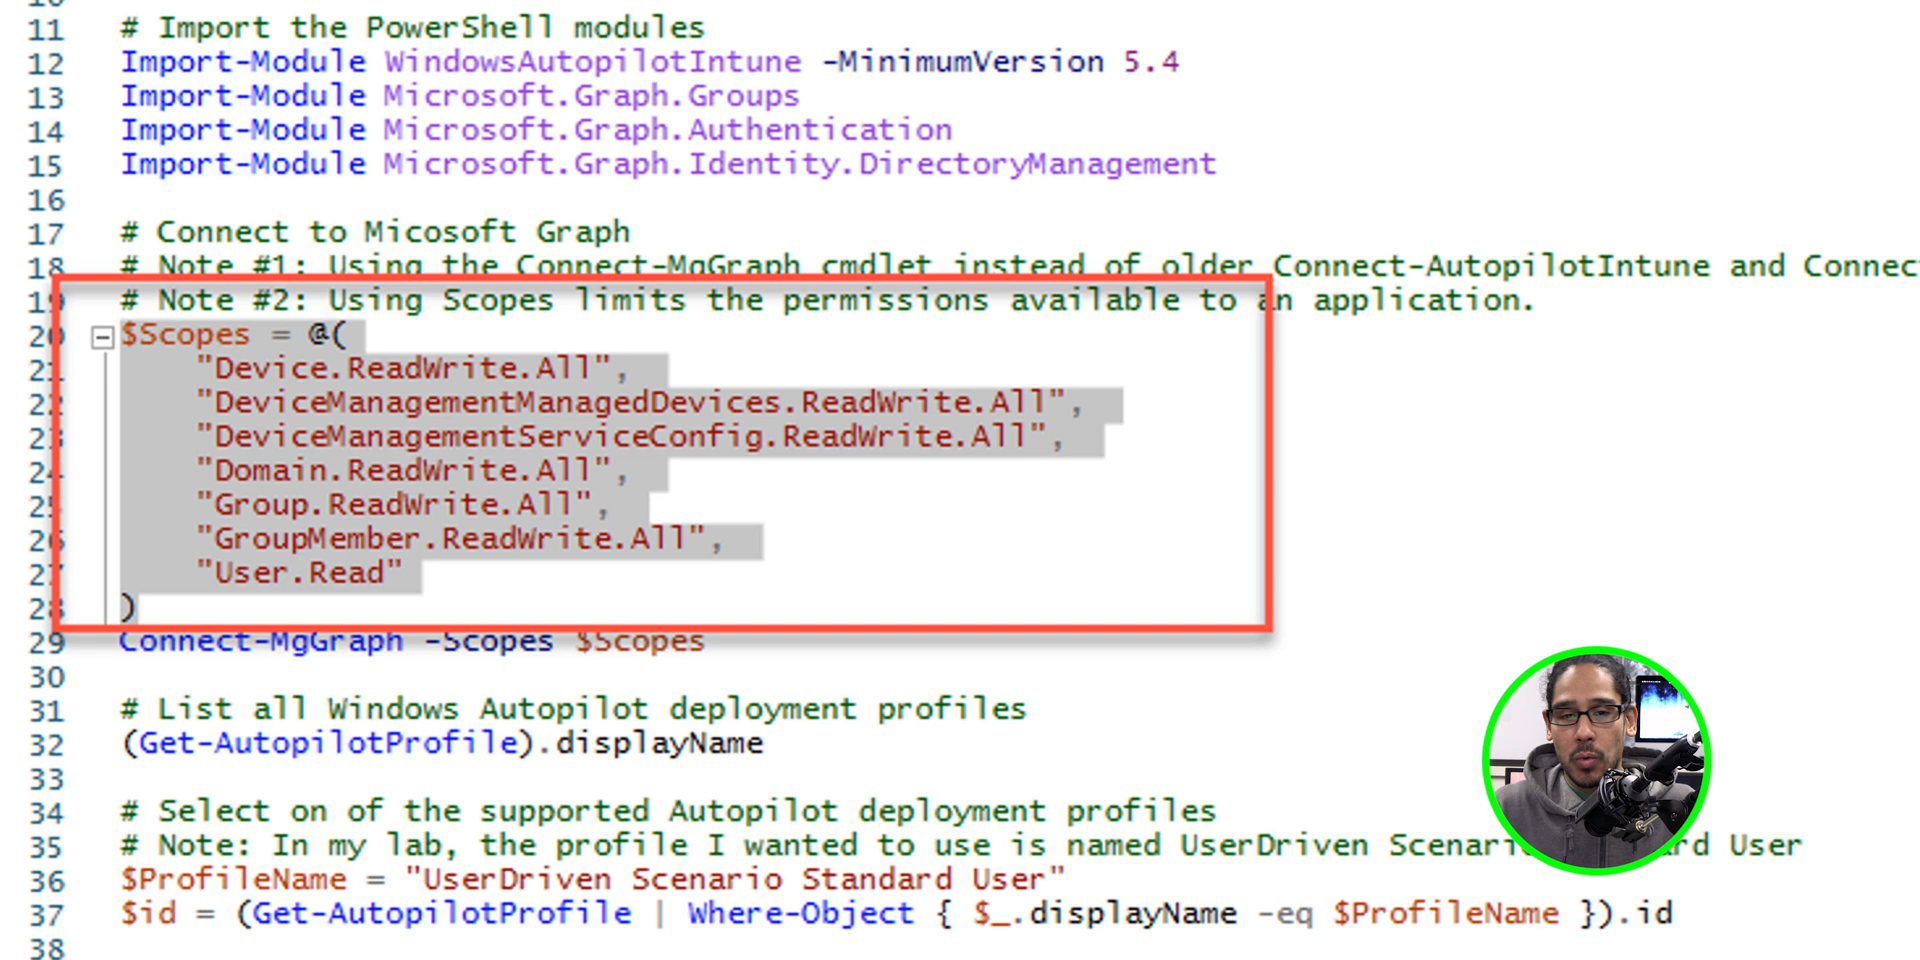 11 # Import the PowerShell modules
12 Import-Module WindowsAutopilotIntune -MinimumVersion 5.4
13 Import-Module Microsoft.Graph.Groups
14 Import-Module Microsoft.Graph.Authentication
15 Import-Module Microsoft.Graph.Identity.DirectoryManagement
16
17 # Connect to Micosoft Graph
18 # Note #1: Using the Connect-MgGraph cmdlet instead of older Connect-AutopilotIntune and Connec
19 # Note #2: Using Scopes limits the permissions available to an application.
20 $Scopes = @(
21 "Device.ReadWrite.All",
22 "DeviceManagementManagedDevices.ReadWrite.All",
23 "DeviceManagementServiceConfig.ReadWrite.All",
24 "Domain.ReadWrite.All",
25 "Group.ReadWrite.All",
26 "GroupMember.ReadWrite.All",
27 "User.Read"
28 )
29 Connect-MgGraph -Scopes $Scopes
30
31 # List all Windows Autopilot deployment profiles
32 (Get-AutopilotProfile).displayName
33
34 # Select on of the supported Autopilot deployment profiles
35 # Note: In my lab, the profile I wanted to use is named UserDriven Scenari rd User
36 $ProfileName = "UserDriven Scenario Standard User"
37 $id = (Get-AutopilotProfile | Where-Object { $_.displayName -eq $ProfileName }).id
38